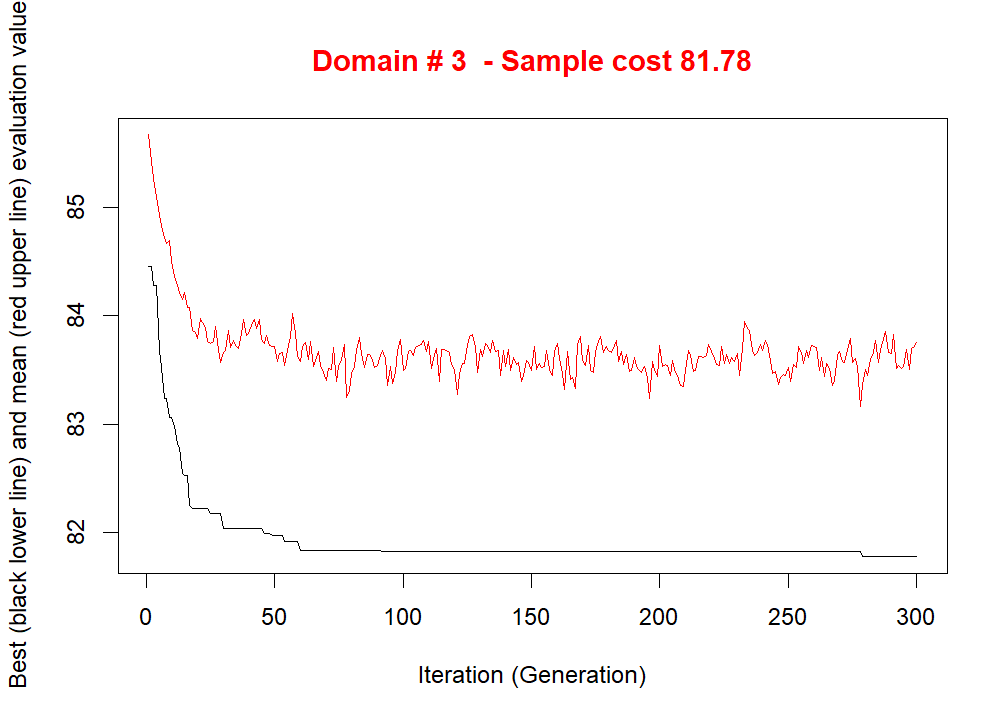 Domain # 3  - Sample cost 81.78
Best (black lower line) and mean (red upper line) evaluation value
85
84
83
82
0 50 100 150 200 250 300
Iteration (Generation)